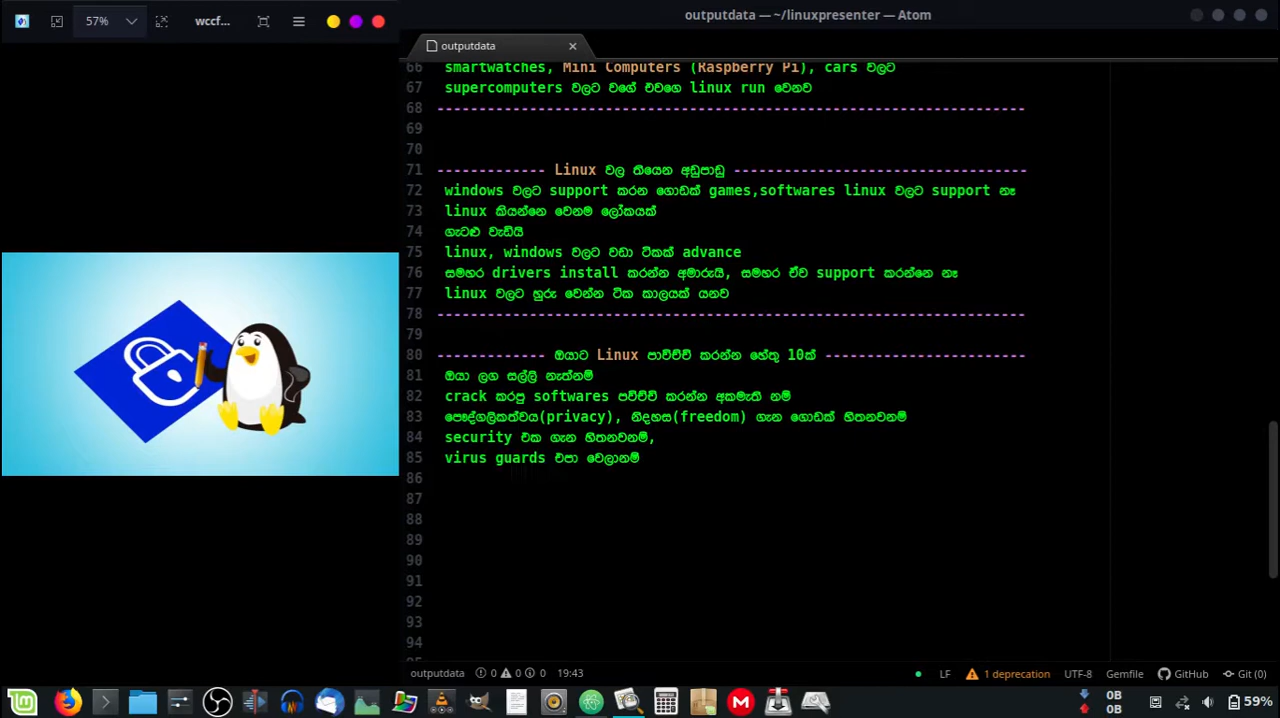 57%
wccf...
outputdata — ~/linuxpresenter — Atom
outputdata
66 smartwatches, Mini Computers (Raspberry Pi), cars වලට
67 supercomputers වලට වගේ එවගෙ linux run වෙනව
68 ----------------------------------------------------------------------
69
70
71 ------------- Linux වල තියෙන අඩුපාඩු -----------------------------------
72 windows වලට support කරන ගොඩක් games,softwares linux වලට support නෑ
73 linux කියන්නෙ වෙනම ලෝකයක්
74 ගැටළු වැඩියි
75 linux, windows වලට වඩා ටිකක් advance
76 සමහර drivers install කරන්න අමාරුයි, සමහර ඒව support කරන්නෙ නෑ
77 linux වලට හුරු වෙන්න ටික කාලයක් යනව
78 ----------------------------------------------------------------------
79
80 ------------- ඔයාට Linux පාවිච්චි කරන්න හේතු 10ක් ------------------------
81 ඔයා ලග සල්ලි නැත්නම්
82 crack කරපු softwares පවිච්චි කරන්න අකමැති නම්
83 පෞද්ගලිකත්වය(privacy), නිදහස(freedom) ගැන ගොඩක් හිතනවනම්
84 security එක ගැන හිතනවනම්,
85 virus guards එපා වෙලානම්
86
87
88
89
90
91
92
93
94
outputdata 0 0 0 19:43
LF 1 deprecation UTF-8 Gemfile GitHub Git (0)
0B
0B
59%